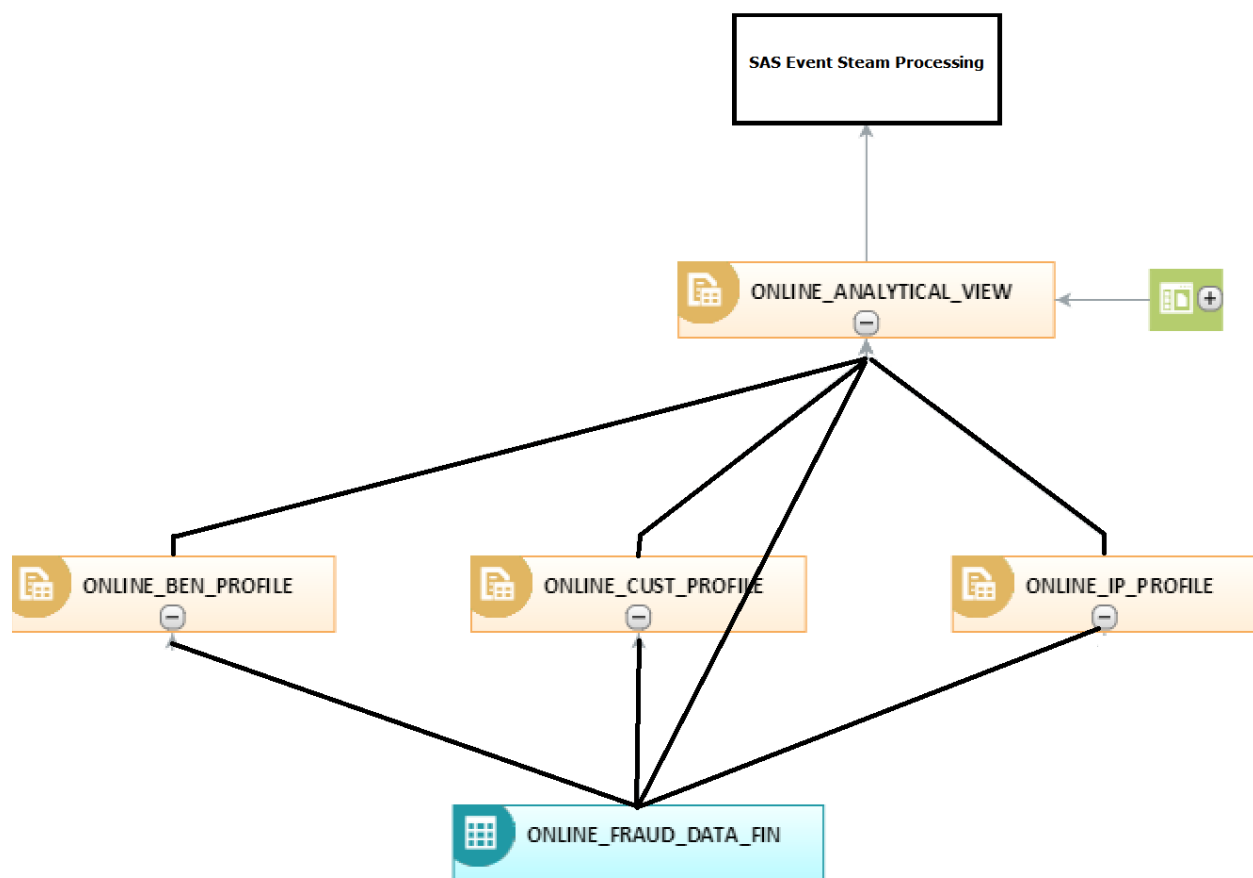 SAS Event Steam Processing
ONLINE_ANALYTICAL_VIEW
ONLINE_BEN_PROFILE
ONLINE_CUST_PROFILE
ONLINE_IP_PROFILE
ONLINE_FRAUD_DATA_FIN